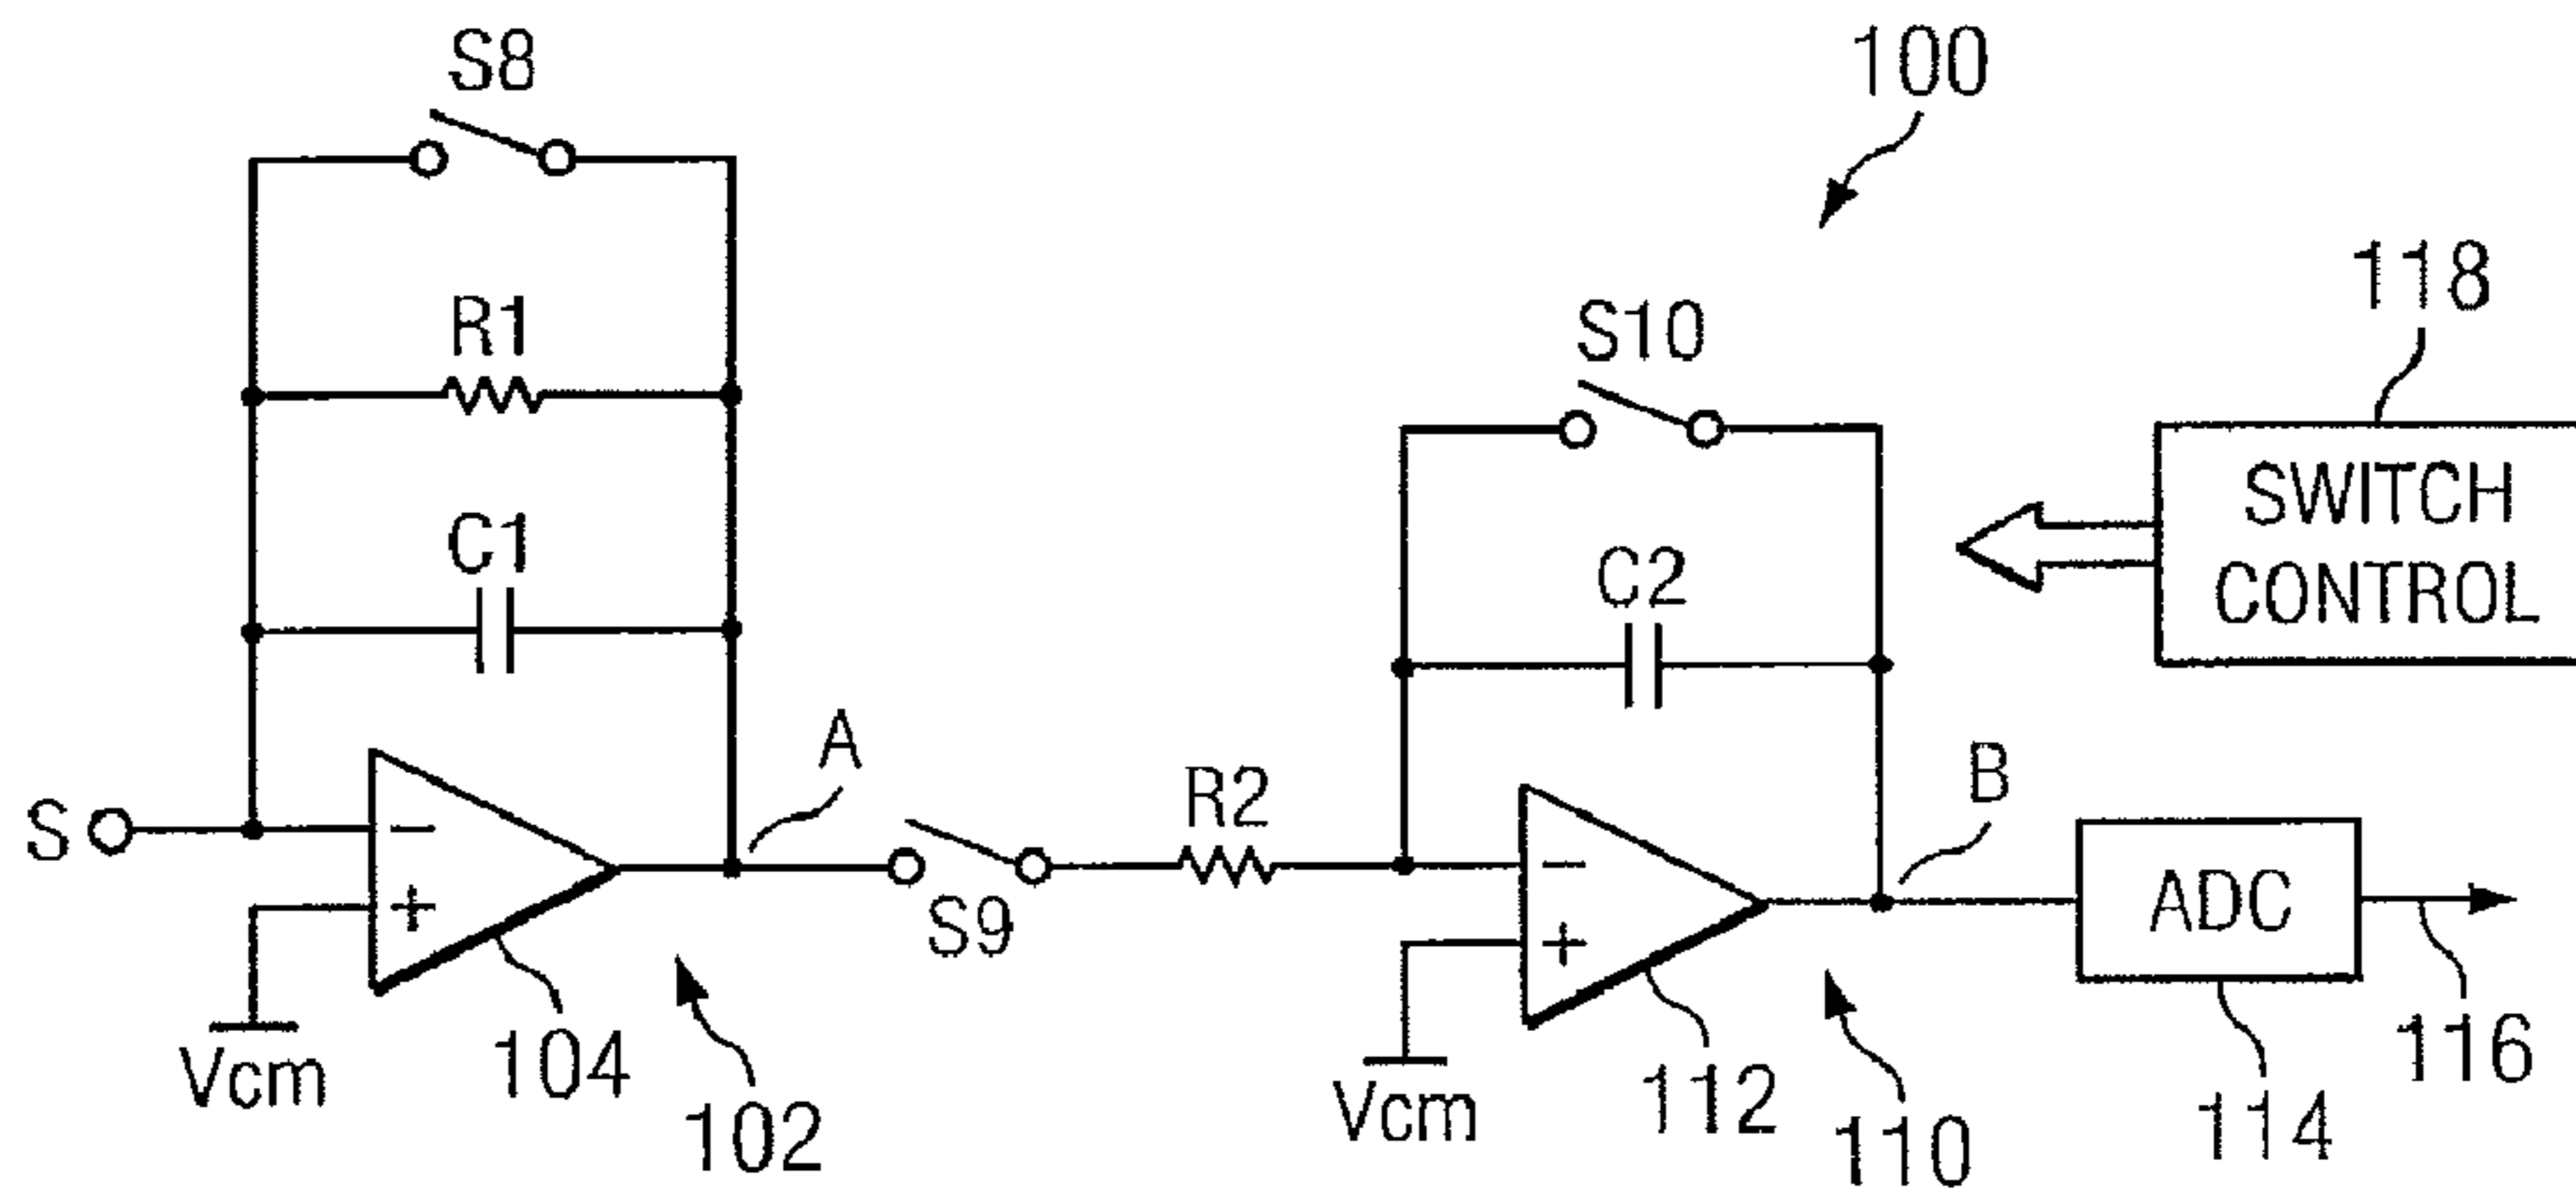 S8
100
R1
S10
118
SWITCH
CONTROL
C1
C2
A
B
S
−
+
S9
R2
−
+
ADC
Vcm
104
102
Vcm
112
110
114
116